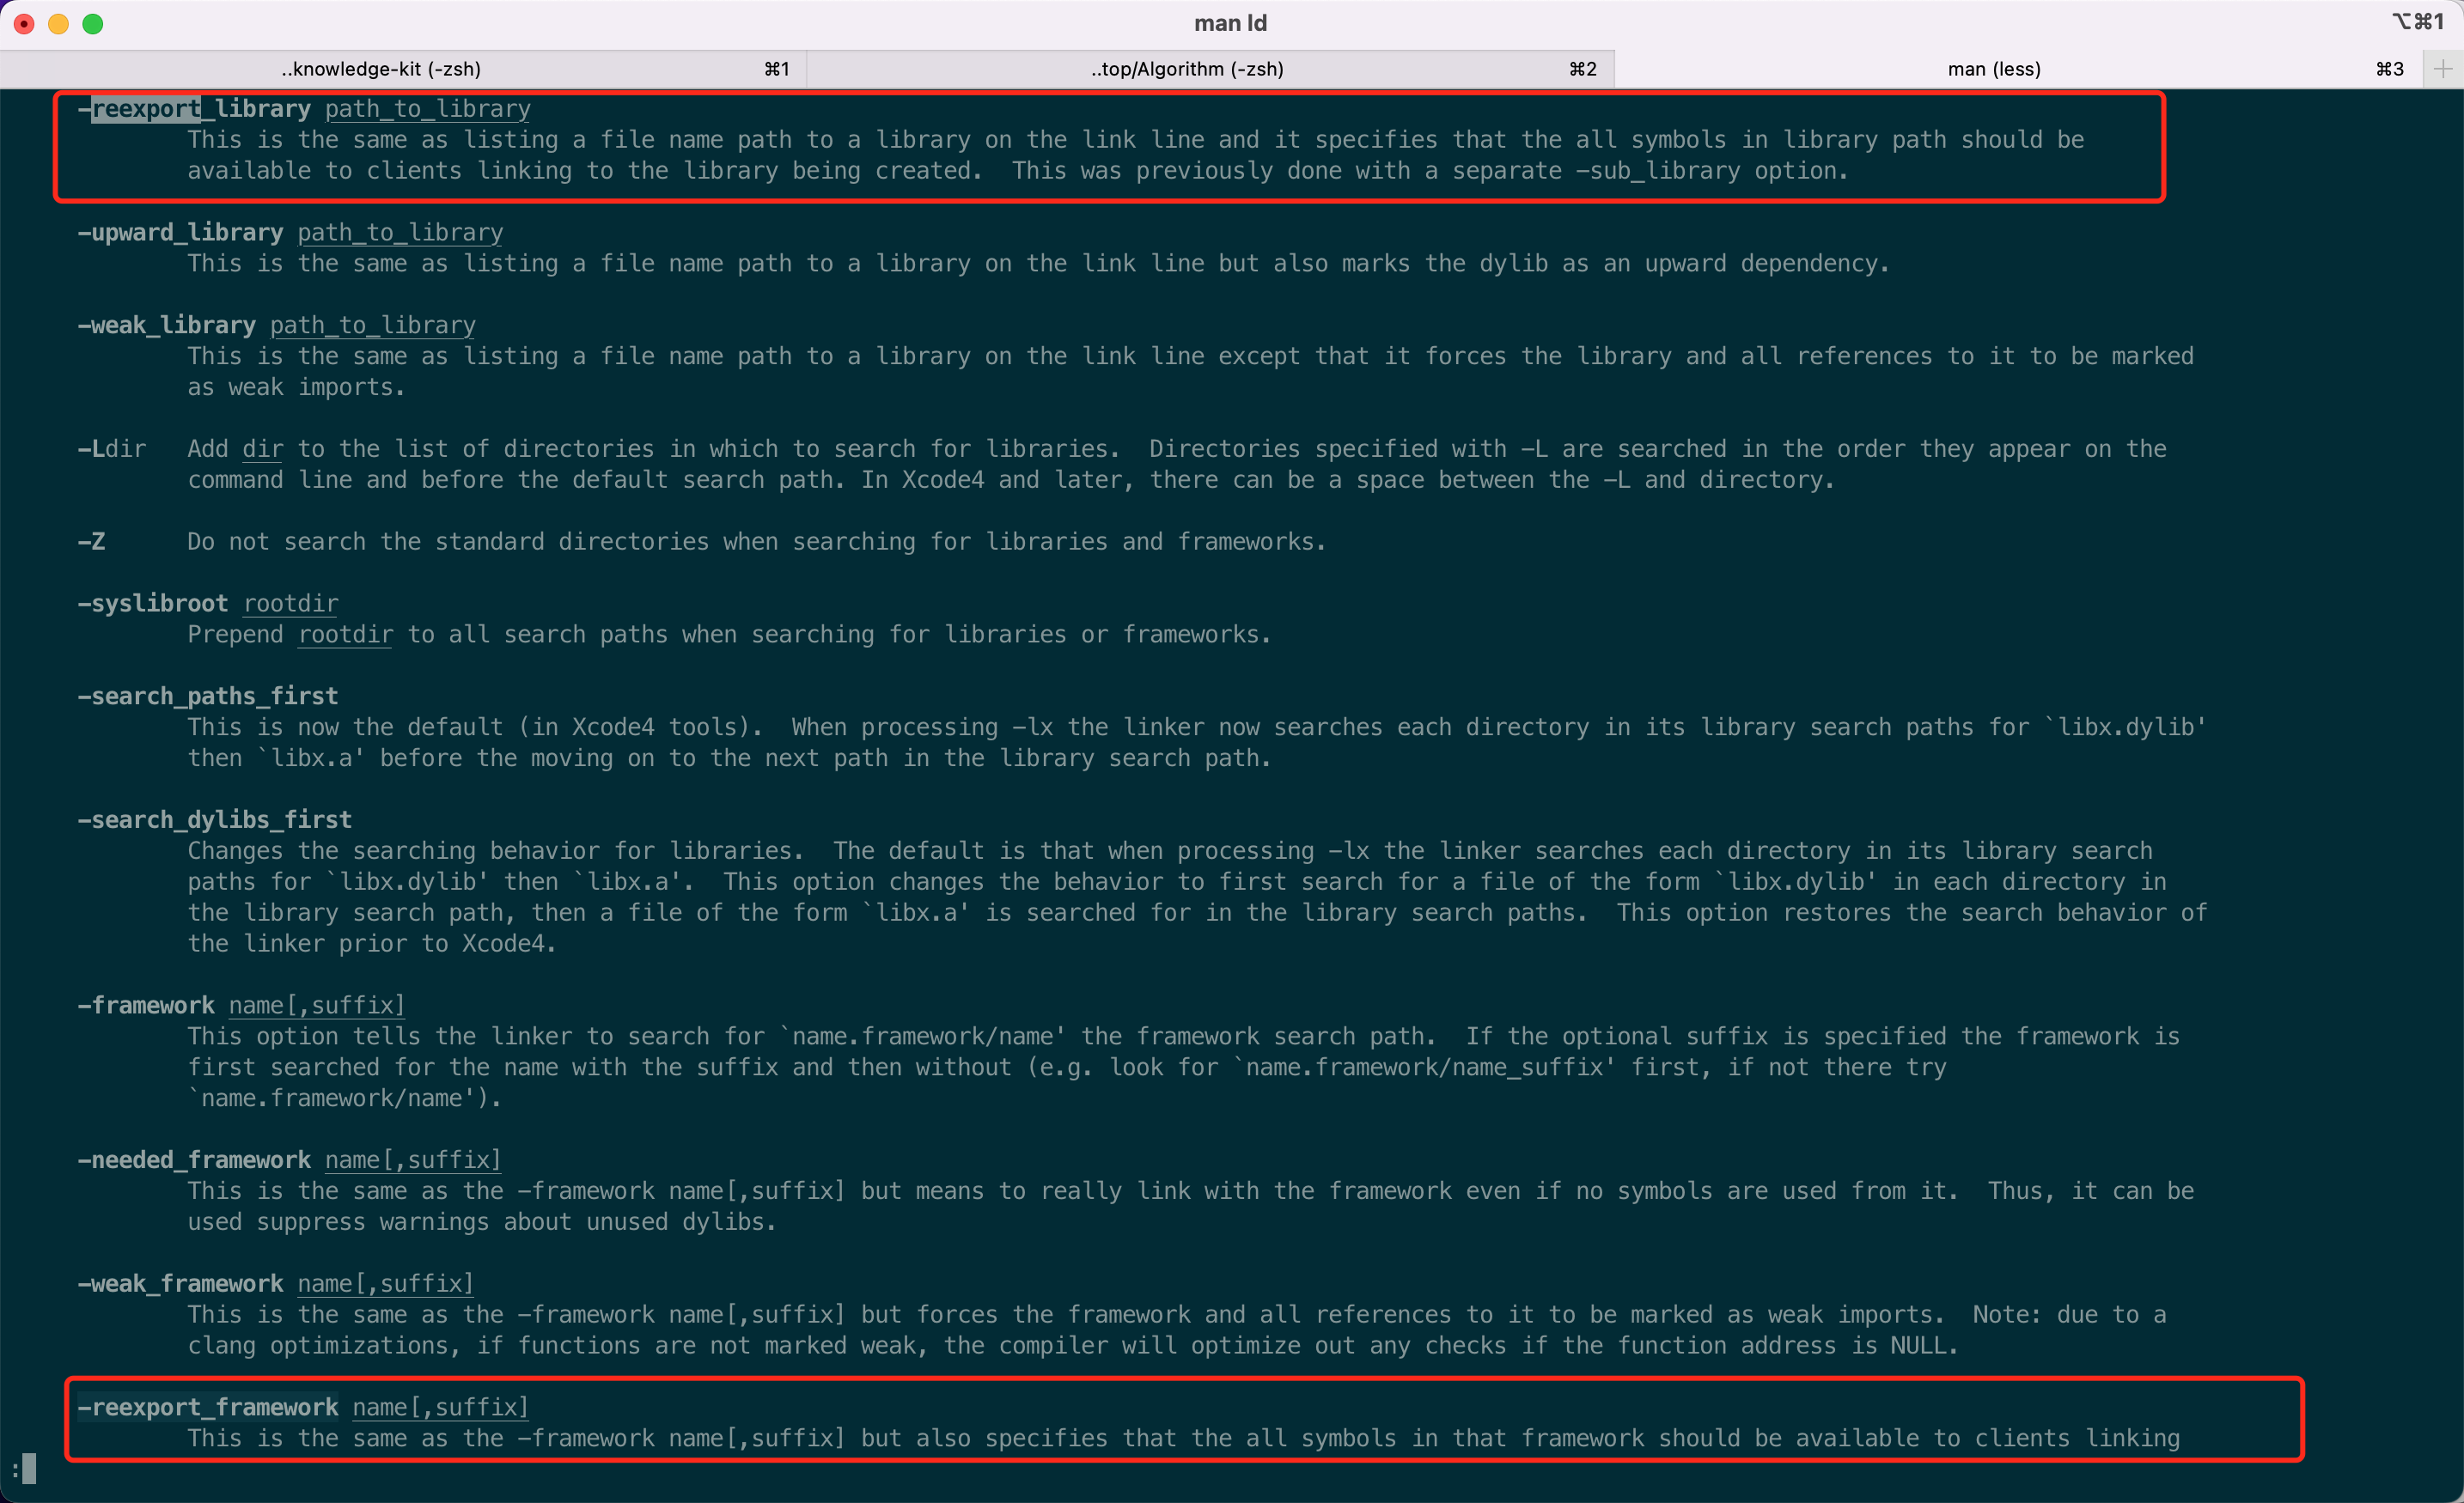 man ld
⌥⌘1
..knowledge-kit (-zsh) ⌘1 ..top/Algorithm (-zsh) ⌘2 man (less) ⌘3
-reexport_library path_to_library
This is the same as listing a file name path to a library on the link line and it specifies that the all symbols in library path should be
available to clients linking to the library being created.  This was previously done with a separate -sub_library option.
-upward_library path_to_library
This is the same as listing a file name path to a library on the link line but also marks the dylib as an upward dependency.
-weak_library path_to_library
This is the same as listing a file name path to a library on the link line except that it forces the library and all references to it to be marked
as weak imports.
-Ldir   Add dir to the list of directories in which to search for libraries.  Directories specified with -L are searched in the order they appear on the
command line and before the default search path. In Xcode4 and later, there can be a space between the -L and directory.
-Z      Do not search the standard directories when searching for libraries and frameworks.
-syslibroot rootdir
Prepend rootdir to all search paths when searching for libraries or frameworks.
-search_paths_first
This is now the default (in Xcode4 tools).  When processing -lx the linker now searches each directory in its library search paths for `libx.dylib'
then `libx.a' before the moving on to the next path in the library search path.
-search_dylibs_first
Changes the searching behavior for libraries.  The default is that when processing -lx the linker searches each directory in its library search
paths for `libx.dylib' then `libx.a'.  This option changes the behavior to first search for a file of the form `libx.dylib' in each directory in
the library search path, then a file of the form `libx.a' is searched for in the library search paths.  This option restores the search behavior of
the linker prior to Xcode4.
-framework name[,suffix]
This option tells the linker to search for `name.framework/name' the framework search path.  If the optional suffix is specified the framework is
first searched for the name with the suffix and then without (e.g. look for `name.framework/name_suffix' first, if not there try
`name.framework/name').
-needed_framework name[,suffix]
This is the same as the -framework name[,suffix] but means to really link with the framework even if no symbols are used from it.  Thus, it can be
used suppress warnings about unused dylibs.
-weak_framework name[,suffix]
This is the same as the -framework name[,suffix] but forces the framework and all references to it to be marked as weak imports.  Note: due to a
clang optimizations, if functions are not marked weak, the compiler will optimize out any checks if the function address is NULL.
-reexport_framework name[,suffix]
This is the same as the -framework name[,suffix] but also specifies that the all symbols in that framework should be available to clients linking
: